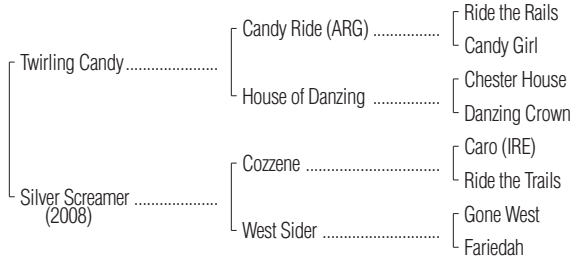 Ride the Rails
Candy Ride (ARG) ................
Candy Girl
Twirling Candy ......................
Chester House
House of Danzing ................
Danzing Crown
Caro (IRE)
Cozzene ................................
Ride the Trails
Silver Screamer ....................
(2008)
Gone West
West Sider ............................
Fariedah